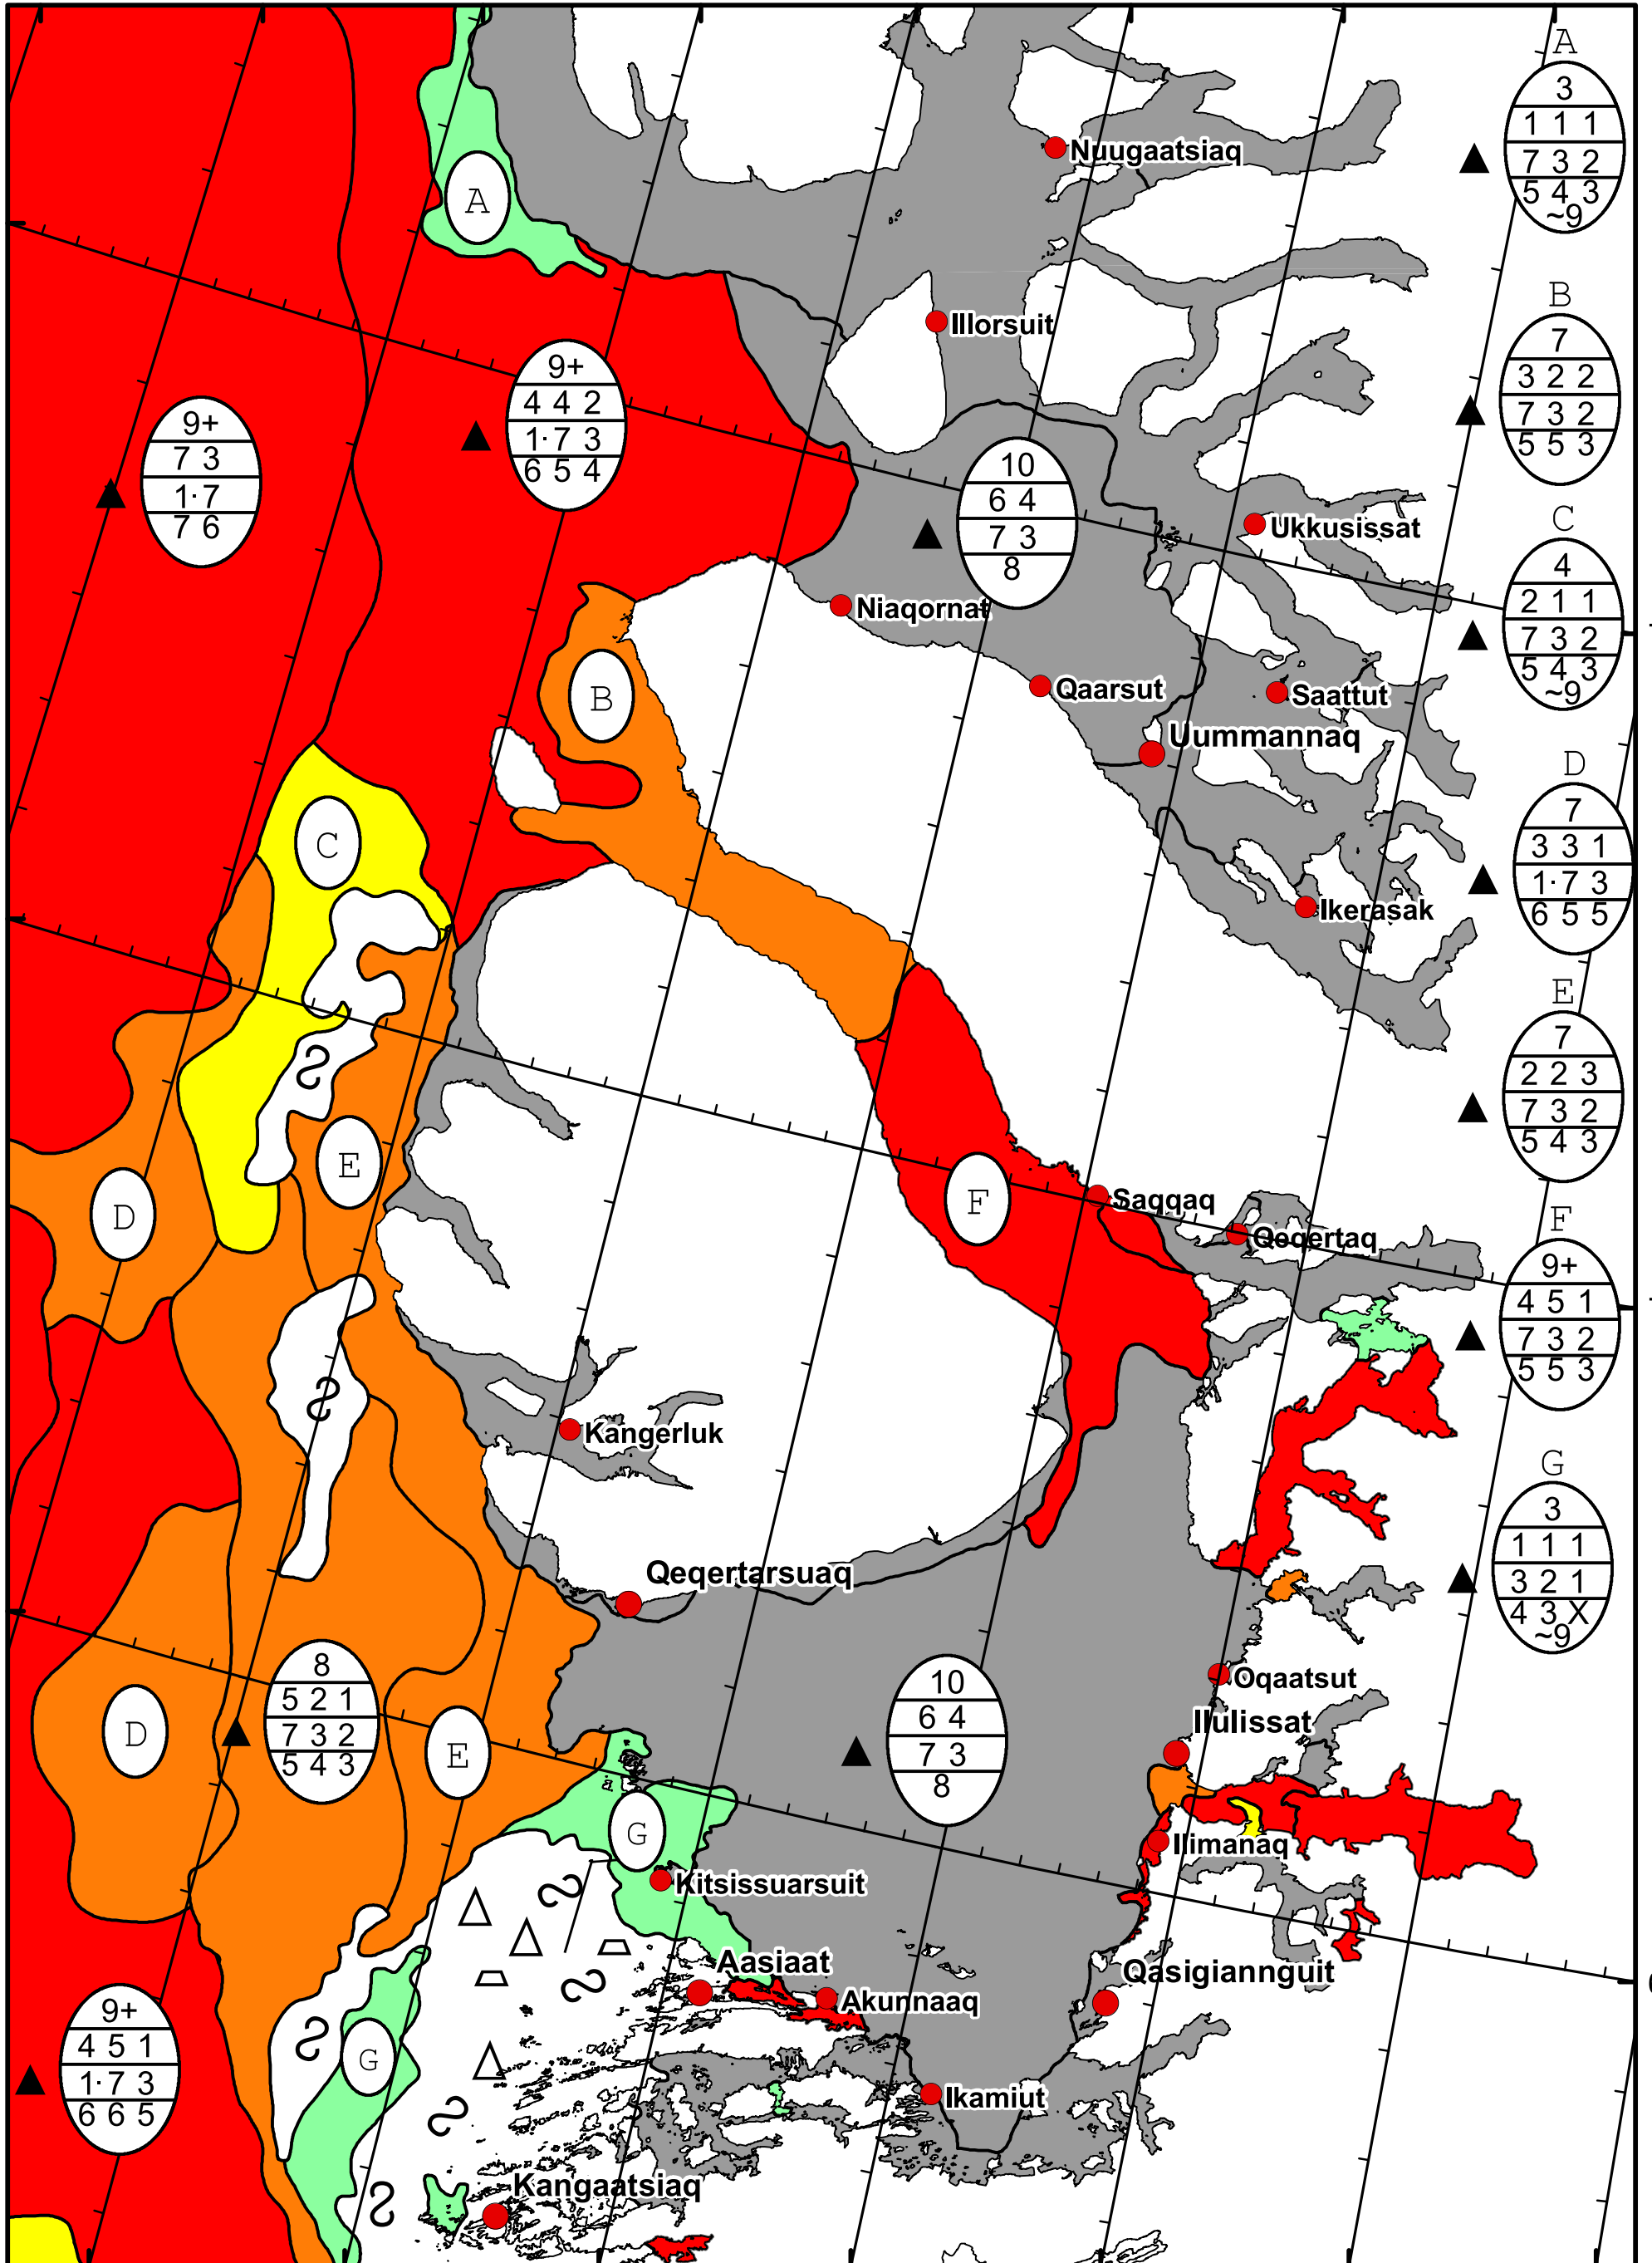 A
3
1 1 1
7 3 2
5 4 3
~9
Nuugaatsiaq
A
B
7
3 2 2
7 3 2
5 5 3
Illorsuit
9+
4 4 2
1· 7 3
6 5 4
9+
7 3
1· 7
7 6
10
6 4
7 3
8
Ukkusissat
C
4
2 1 1
7 3 2
5 4 3
~9
Niaqornat
B
Qaarsut
Saattut
Uummannaq
D
7
3 3 1
1· 7 3
6 5 5
C
Ikerasak
E
7
2 2 3
7 3 2
5 4 3
E
D
F
Saqqaq
Qeqertaq
F
9+
4 5 1
7 3 2
5 5 3
Kangerluk
G
3
1 1 1
3 2 1
4 3 X
~9
Qeqertarsuaq
Oqaatsut
Ilulissat
D
8
5 2 1
7 3 2
5 4 3
E
10
6 4
7 3
8
G
Ilimanaq
Kitsissuarsuit
Aasiaat
Qasigiannguit
Akunnaaq
9+
4 5 1
1· 7 3
6 6 5
G
Ikamiut
Kangaatsiaq